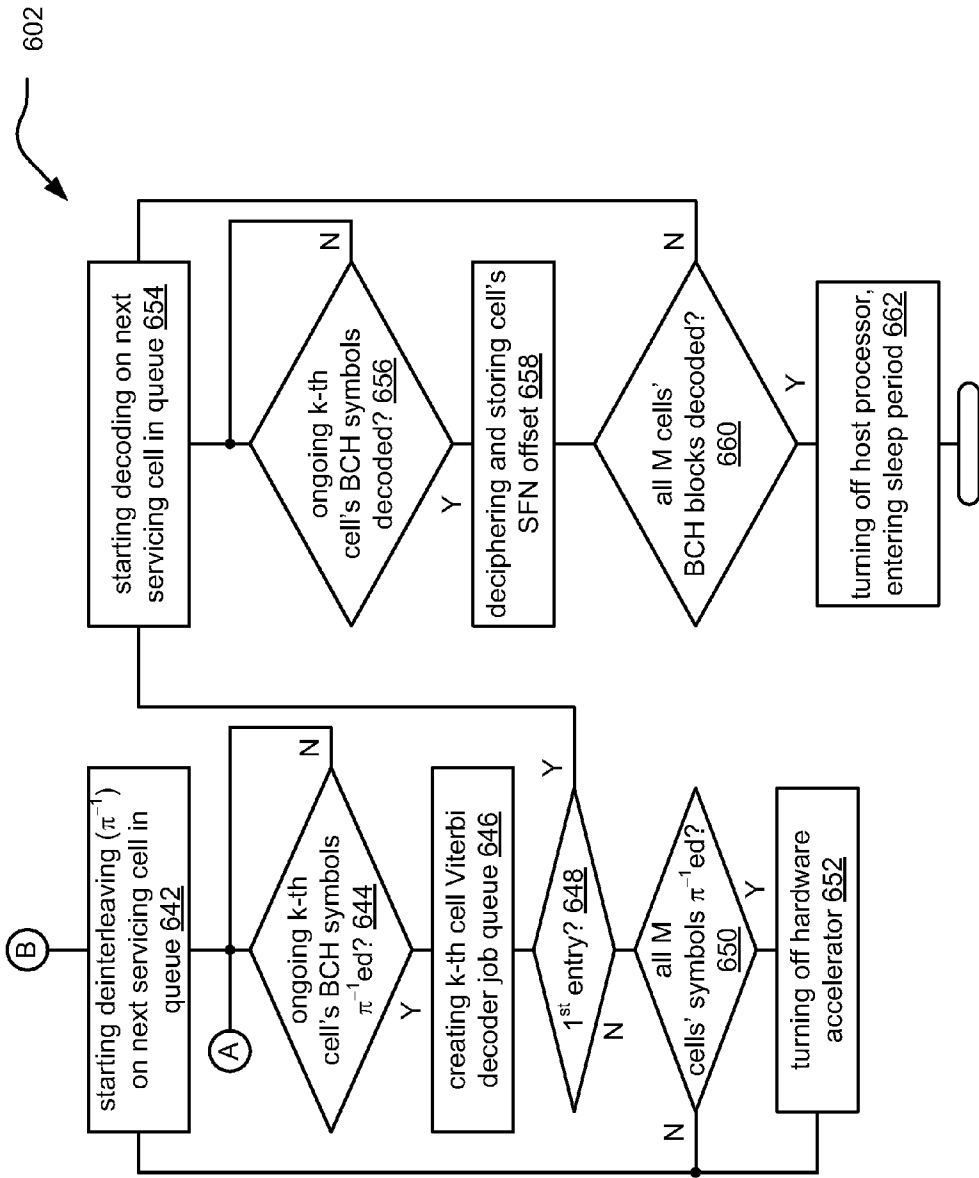 602
B
starting deinterleaving (π⁻¹)
on next servicing cell in
queue 642
A
ongoing k-th
cell's BCH symbols
π⁻¹ed? 644
N
Y
creating k-th cell Viterbi
decoder job queue 646
1st entry? 648
Y
N
all M
cells' symbols π⁻¹ed?
650
N
Y
turning off hardware
accelerator 652
starting decoding on next
servicing cell in queue 654
ongoing k-th
cell's BCH symbols
decoded? 656
N
Y
deciphering and storing cell's
SFN offset 658
all M cells'
BCH blocks decoded?
660
N
Y
turning off host processor,
entering sleep period 662